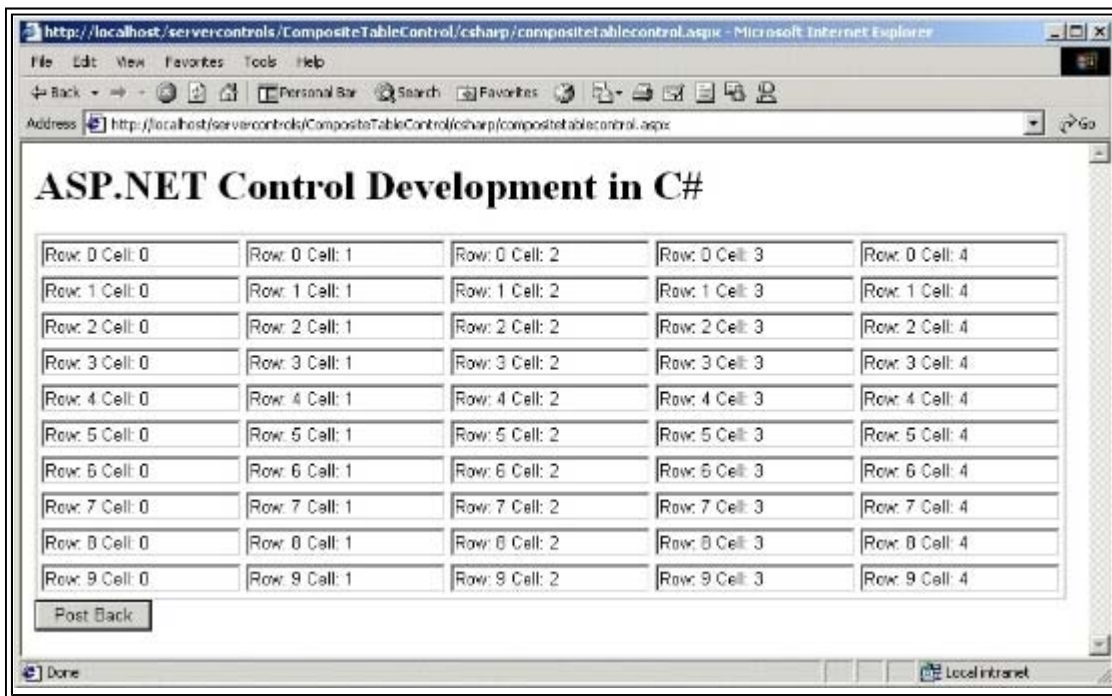 http://localhost/servercontrols/CompositeTableControl/csharp/compositetablecontrol.aspx - Microsoft Internet Explorer
File Edit View Favorites Tools Help
Back Personal Bar Search Favorites
Address http://localhost/servercontrols/CompositeTableControl/csharp/compositetablecontrol.aspx Go
ASP.NET Control Development in C#
Row: 0 Cell: 0 Row: 0 Cell: 1 Row: 0 Cell: 2 Row: 0 Cell: 3 Row: 0 Cell: 4
Row: 1 Cell: 0 Row: 1 Cell: 1 Row: 1 Cell: 2 Row: 1 Cell: 3 Row: 1 Cell: 4
Row: 2 Cell: 0 Row: 2 Cell: 1 Row: 2 Cell: 2 Row: 2 Cell: 3 Row: 2 Cell: 4
Row: 3 Cell: 0 Row: 3 Cell: 1 Row: 3 Cell: 2 Row: 3 Cell: 3 Row: 3 Cell: 4
Row: 4 Cell: 0 Row: 4 Cell: 1 Row: 4 Cell: 2 Row: 4 Cell: 3 Row: 4 Cell: 4
Row: 5 Cell: 0 Row: 5 Cell: 1 Row: 5 Cell: 2 Row: 5 Cell: 3 Row: 5 Cell: 4
Row: 6 Cell: 0 Row: 6 Cell: 1 Row: 6 Cell: 2 Row: 6 Cell: 3 Row: 6 Cell: 4
Row: 7 Cell: 0 Row: 7 Cell: 1 Row: 7 Cell: 2 Row: 7 Cell: 3 Row: 7 Cell: 4
Row: 8 Cell: 0 Row: 8 Cell: 1 Row: 8 Cell: 2 Row: 8 Cell: 3 Row: 8 Cell: 4
Row: 9 Cell: 0 Row: 9 Cell: 1 Row: 9 Cell: 2 Row: 9 Cell: 3 Row: 9 Cell: 4
Post Back
Done Local intranet